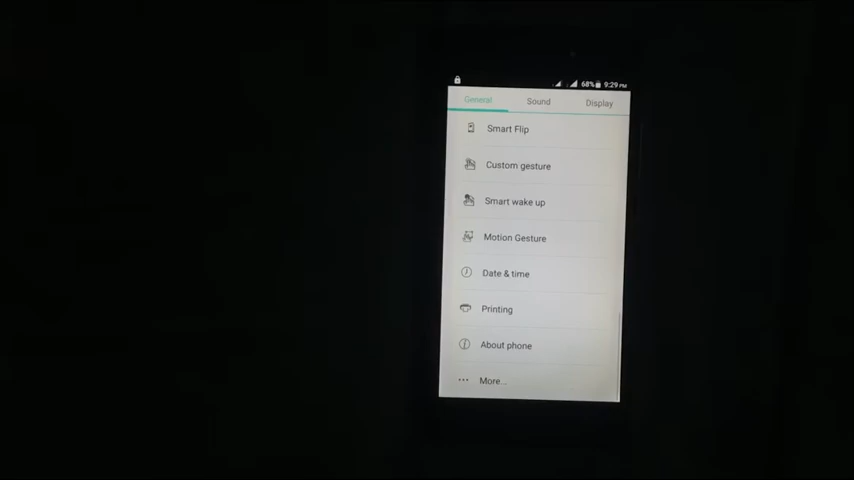 68% 9:29 PM
General Sound Display
Smart Flip
Custom gesture
Smart wake up
Motion Gesture
Date & time
Printing
About phone
More...